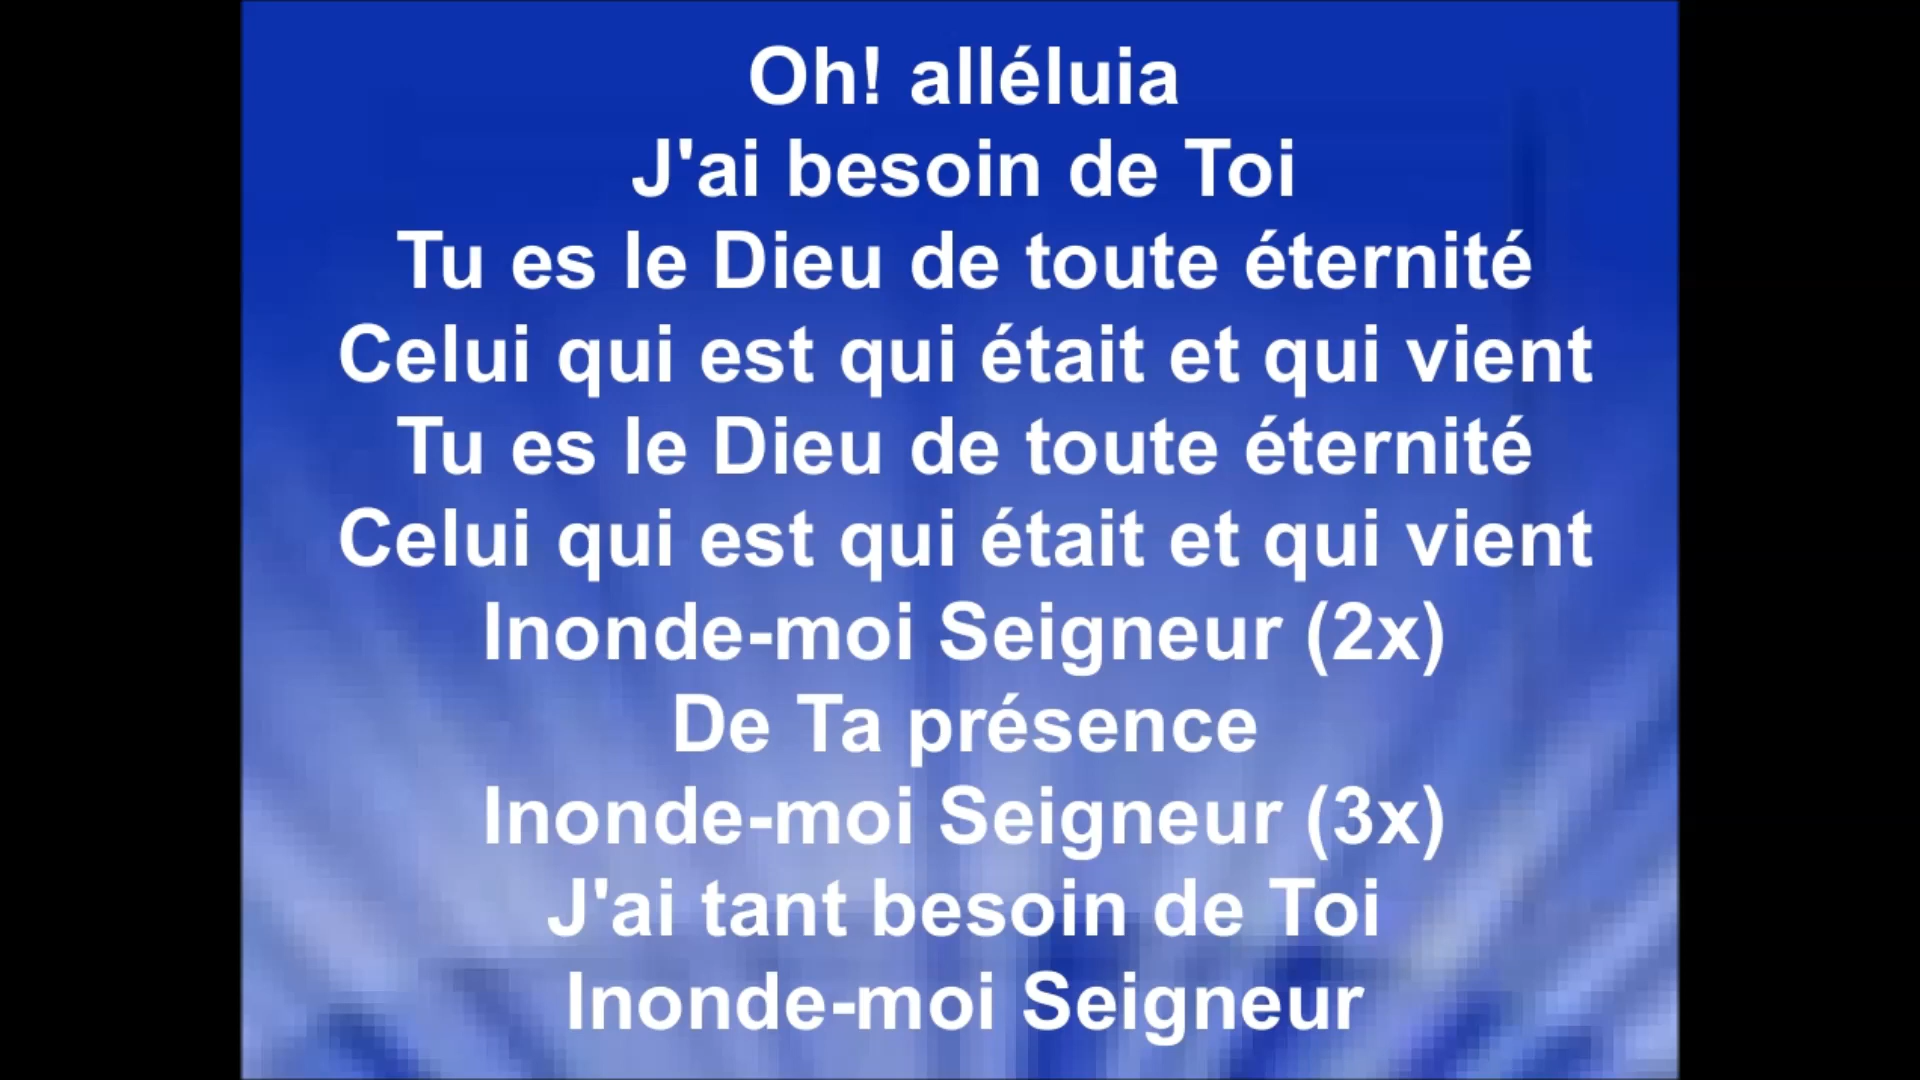 Oh! alléluia
J'ai besoin de Toi
Tu es le Dieu de toute éternité
Celui qui est qui était et qui vient
Tu es le Dieu de toute éternité
Celui qui est qui était et qui vient
Inonde-moi Seigneur (2x)
De Ta présence
Inonde-moi Seigneur (3x)
J'ai tant besoin de Toi
Inonde-moi Seigneur